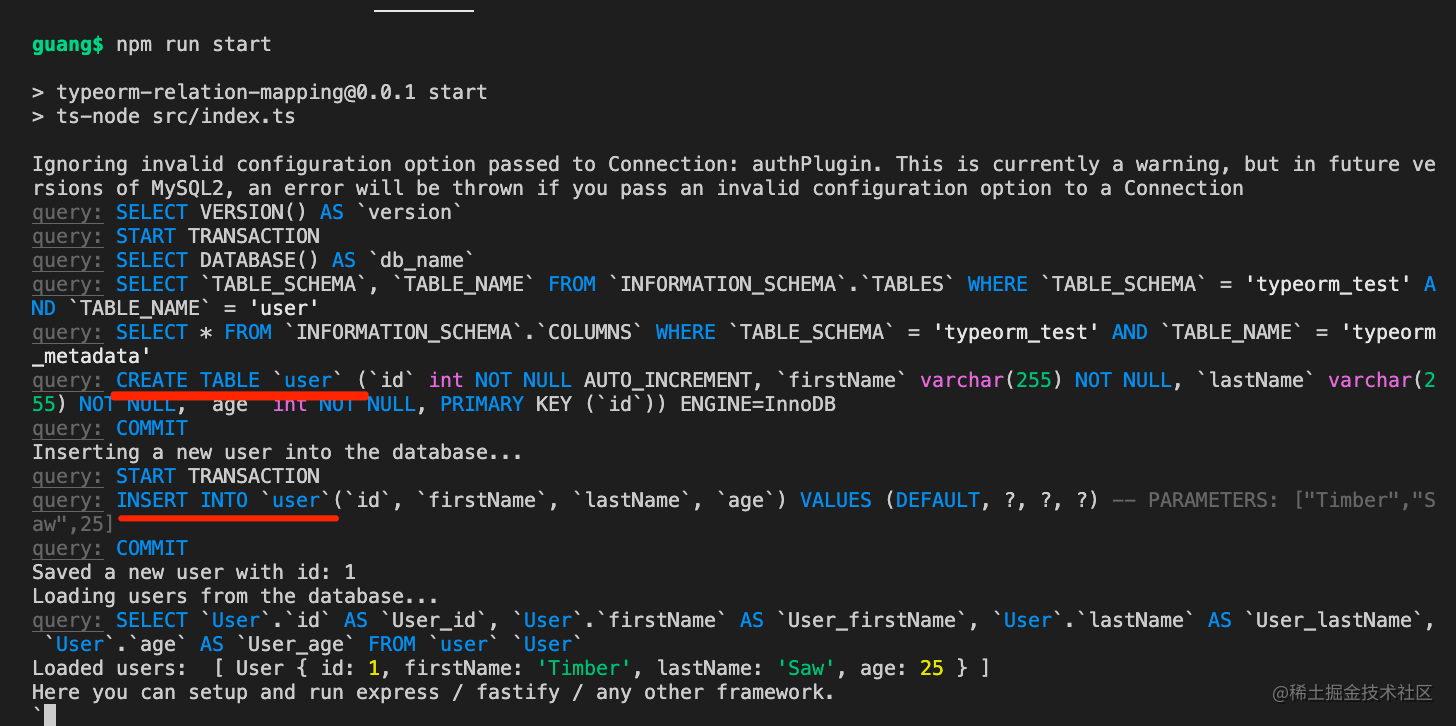 guang$ npm run start
> typeorm-relation-mapping@0.0.1 start
> ts-node src/index.ts
Ignoring invalid configuration option passed to Connection: authPlugin. This is currently a warning, but in future ve
rsions of MySQL2, an error will be thrown if you pass an invalid configuration option to a Connection
query: SELECT VERSION() AS `version`
query: START TRANSACTION
query: SELECT DATABASE() AS `db_name`
query: SELECT `TABLE_SCHEMA`, `TABLE_NAME` FROM `INFORMATION_SCHEMA`.`TABLES` WHERE `TABLE_SCHEMA` = 'typeorm_test' A
ND `TABLE_NAME` = 'user'
query: SELECT * FROM `INFORMATION_SCHEMA`.`COLUMNS` WHERE `TABLE_SCHEMA` = 'typeorm_test' AND `TABLE_NAME` = 'typeorm
_metadata'
query: CREATE TABLE `user` (`id` int NOT NULL AUTO_INCREMENT, `firstName` varchar(255) NOT NULL, `lastName` varchar(2
55) NOT NULL, `age` int NOT NULL, PRIMARY KEY (`id`)) ENGINE=InnoDB
query: COMMIT
Inserting a new user into the database...
query: START TRANSACTION
query: INSERT INTO `user`(`id`, `firstName`, `lastName`, `age`) VALUES (DEFAULT, ?, ?, ?) -- PARAMETERS: ["Timber","S
aw",25]
query: COMMIT
Saved a new user with id: 1
Loading users from the database...
query: SELECT `User`.`id` AS `User_id`, `User`.`firstName` AS `User_firstName`, `User`.`lastName` AS `User_lastName`,
`User`.`age` AS `User_age` FROM `user` `User`
Loaded users:  [ User { id: 1, firstName: 'Timber', lastName: 'Saw', age: 25 } ]
Here you can setup and run express / fastify / any other framework.
`
@稀土掘金技术社区